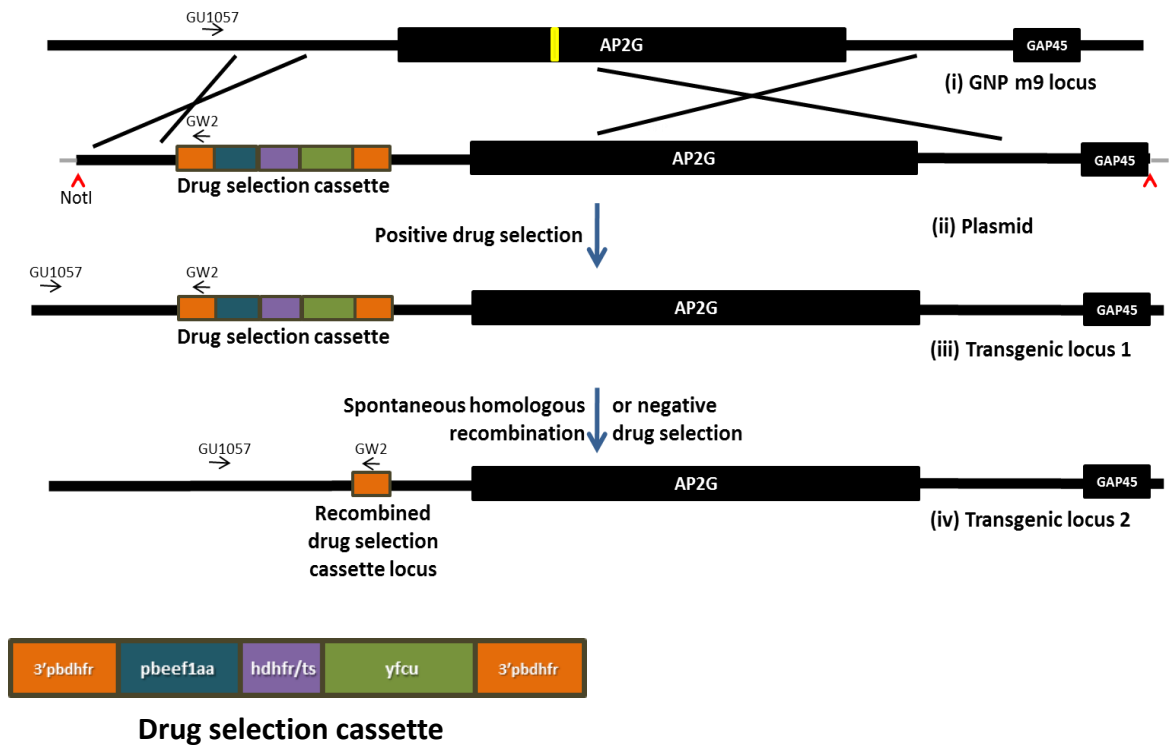 GU1057
AP2G
GAP45
(i) GNP m9 locus
GW2
AP2G
GAP45
NotI
Drug selection cassette
(ii) Plasmid
Positive drug selection
GU1057
GW2
AP2G
GAP45
Drug selection cassette
(iii) Transgenic locus 1
Spontaneous homologous or negative
recombination drug selection
GU1057
GW2
AP2G
GAP45
Recombined
drug selection
cassette locus
(iv) Transgenic locus 2
3'pbdhfr pbeef1aa hdhfr/ts yfcu 3'pbdhfr
Drug selection cassette